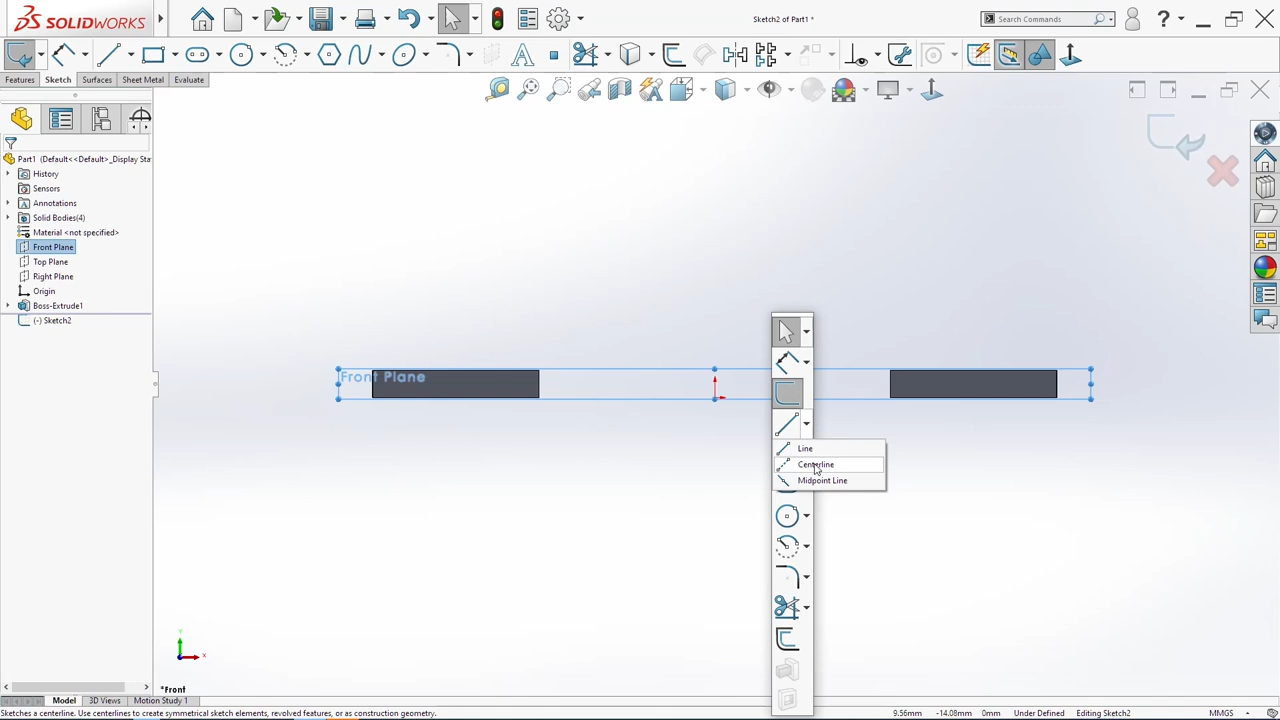 SOLIDWORKS
Sketch2 of Part1 *
Search Commands
Features
Sketch
Surfaces
Sheet Metal
Evaluate
Part1 (Default<<Default>_Display Sta
History
Sensors
Annotations
Solid Bodies(4)
Material <not specified>
Front Plane
Top Plane
Right Plane
Origin
Boss-Extrude1
(-) Sketch2
Front Plane
Line
Centerline
Midpoint Line
Y
x
*Front
Model
3D Views
Motion Study 1
Sketches a centerline. Use centerlines to create symmetrical sketch elements, revolved features, or as construction geometry.
9.56mm
-14.08mm
0mm
Under Defined
Editing Sketch2
MMGS